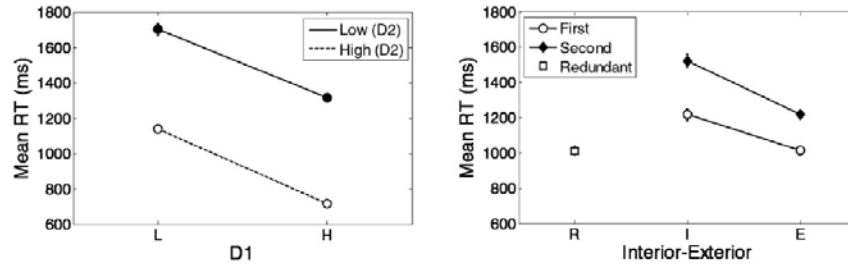 1800
1600
1400
1200
1000
800
600
Mean RT (ms)
L
H
D1
Low (D2)
High (D2)
1800
1600
1400
1200
1000
800
600
Mean RT (ms)
R
I
E
Interior-Exterior
First
Second
Redundant